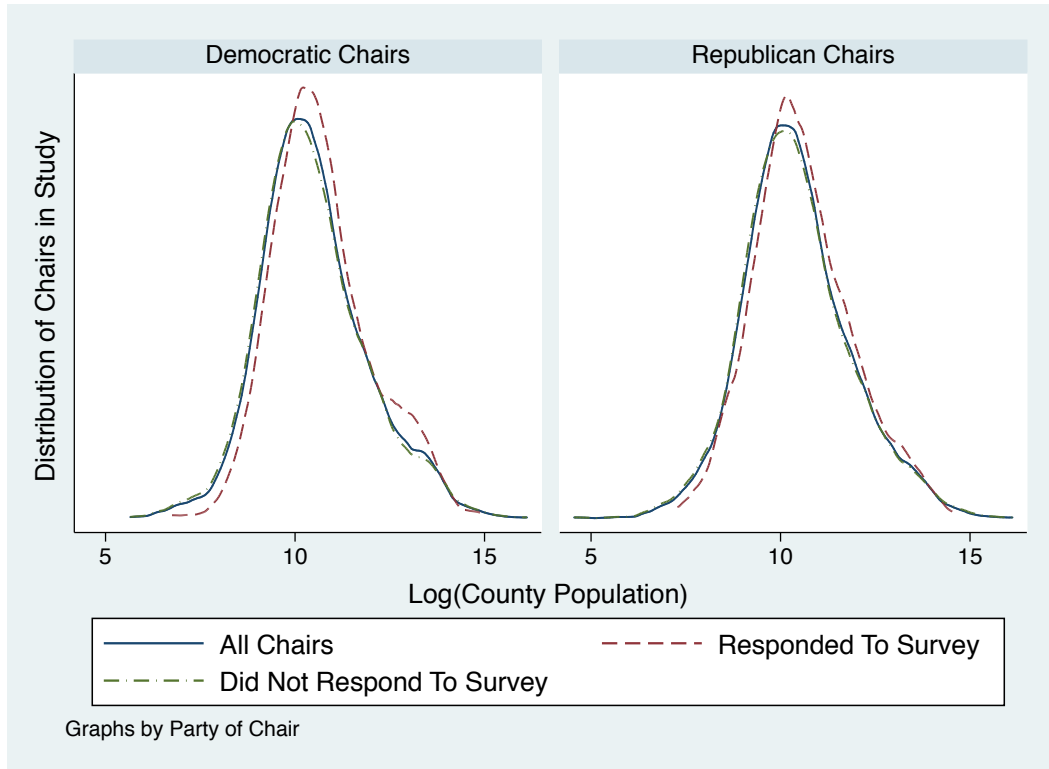 Democratic Chairs
Republican Chairs
Distribution of Chairs in Study
5 10 15
5 10 15
Log(County Population)
All Chairs
Responded To Survey
Did Not Respond To Survey
Graphs by Party of Chair